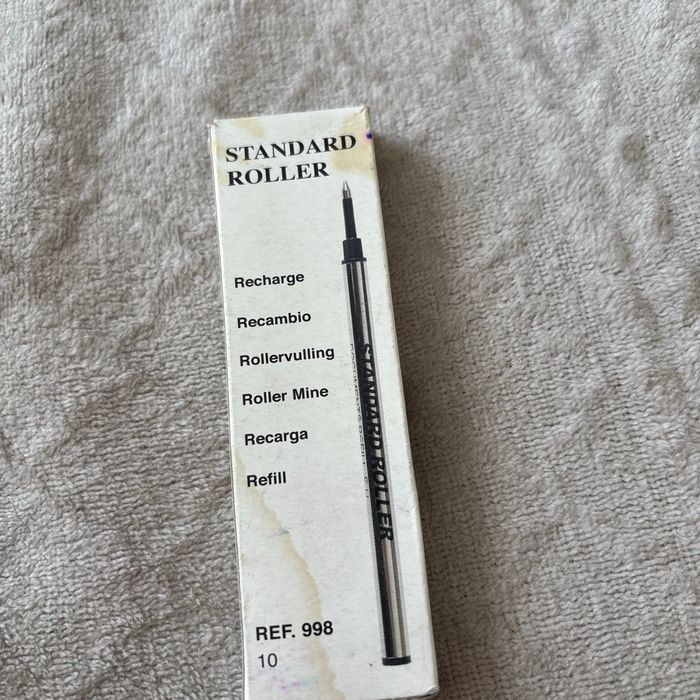 STANDARD
ROLLER
Recharge
Recambio
Rollervulling
Roller Mine
Recarga
Refill
STANDARD ROLLER
REF. 998
10